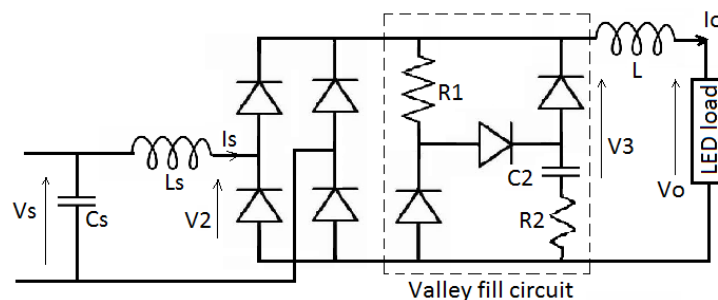 Io
L
R1
LED load
Is
V3
Ls
C2
Vs
Cs
V2
Vo
R2
Valley fill circuit